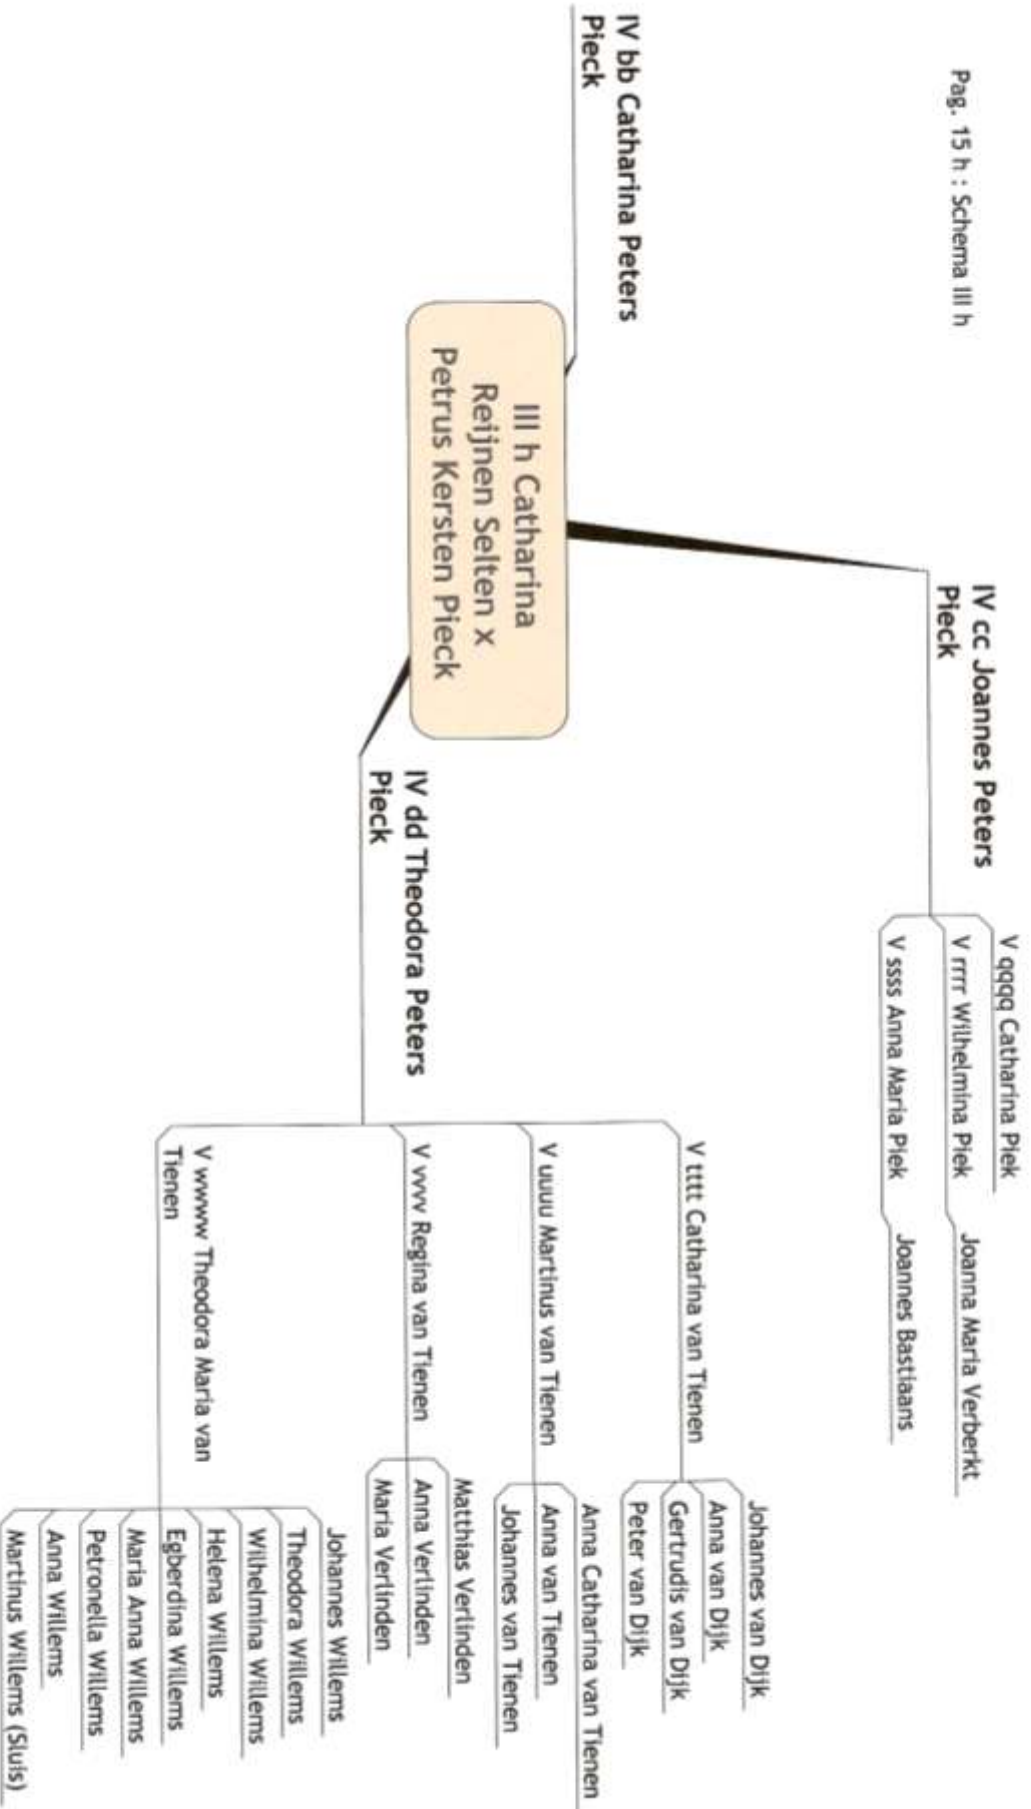 Pag. 15 h : Schema III h
IV bb Catharina Peters
Pieck
III h Catharina
Reijnen Selten x
Petrus Kersten Pieck
IV cc Joannes Peters
Pieck
V qqqq Catharina Piek
V rrrr Wilhelmina Piek
Joanna Maria Verberkt
V ssss Anna Maria Piek
Joannes Bastiaans
IV dd Theodora Peters
Pieck
V tttt Catharina van Tienen
Johannes van Dijk
Anna van Dijk
Gertrudis van Dijk
Peter van Dijk
V uuuu Martinus van Tienen
Anna Catharina van Tienen
Anna van Tienen
Johannes van Tienen
V vvvv Regina van Tienen
Matthias Verlinden
Anna Verlinden
Maria Verlinden
V wwww Theodora Maria van
Tienen
Johannes Willems
Theodora Willems
Wilhelmina Willems
Helena Willems
Egberdina Willems
Maria Anna Willems
Petronella Willems
Anna Willems
Martinus Willems (Sluis)